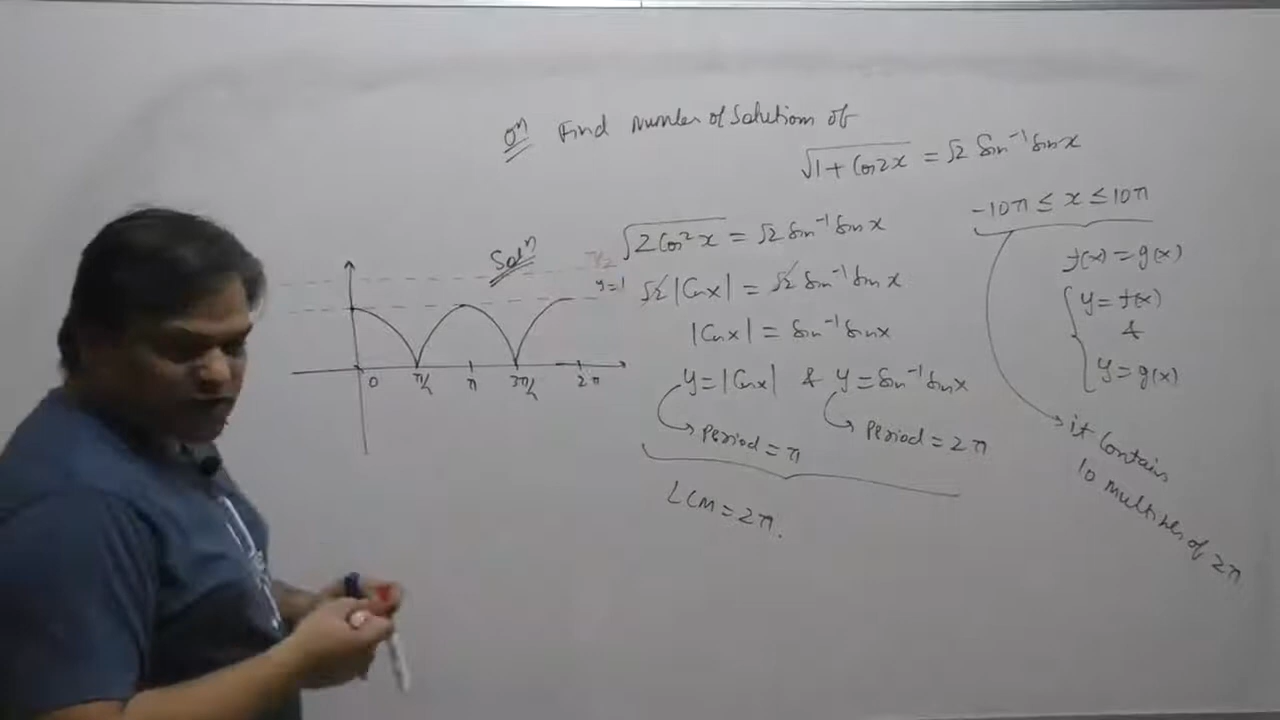 Qⁿ Find Number of Solutions of
√1 + Cos2x = √2 Sin⁻¹ Sinx
-10π ≤ x ≤ 10π
Solⁿ
√2Cos²x = √2 Sin⁻¹ Sinx
√2 |Cosx| = √2 Sin⁻¹ Sinx
|Cosx| = Sin⁻¹ Sinx
y = |Cosx| & y = Sin⁻¹ Sinx
Period = π
Period = 2π
LCM = 2π.
f(x) = g(x)
y = f(x)
&
y = g(x)
it Contains
10 multiples of 2π
π/2
y=1
0 π/2 π 3π/2 2π